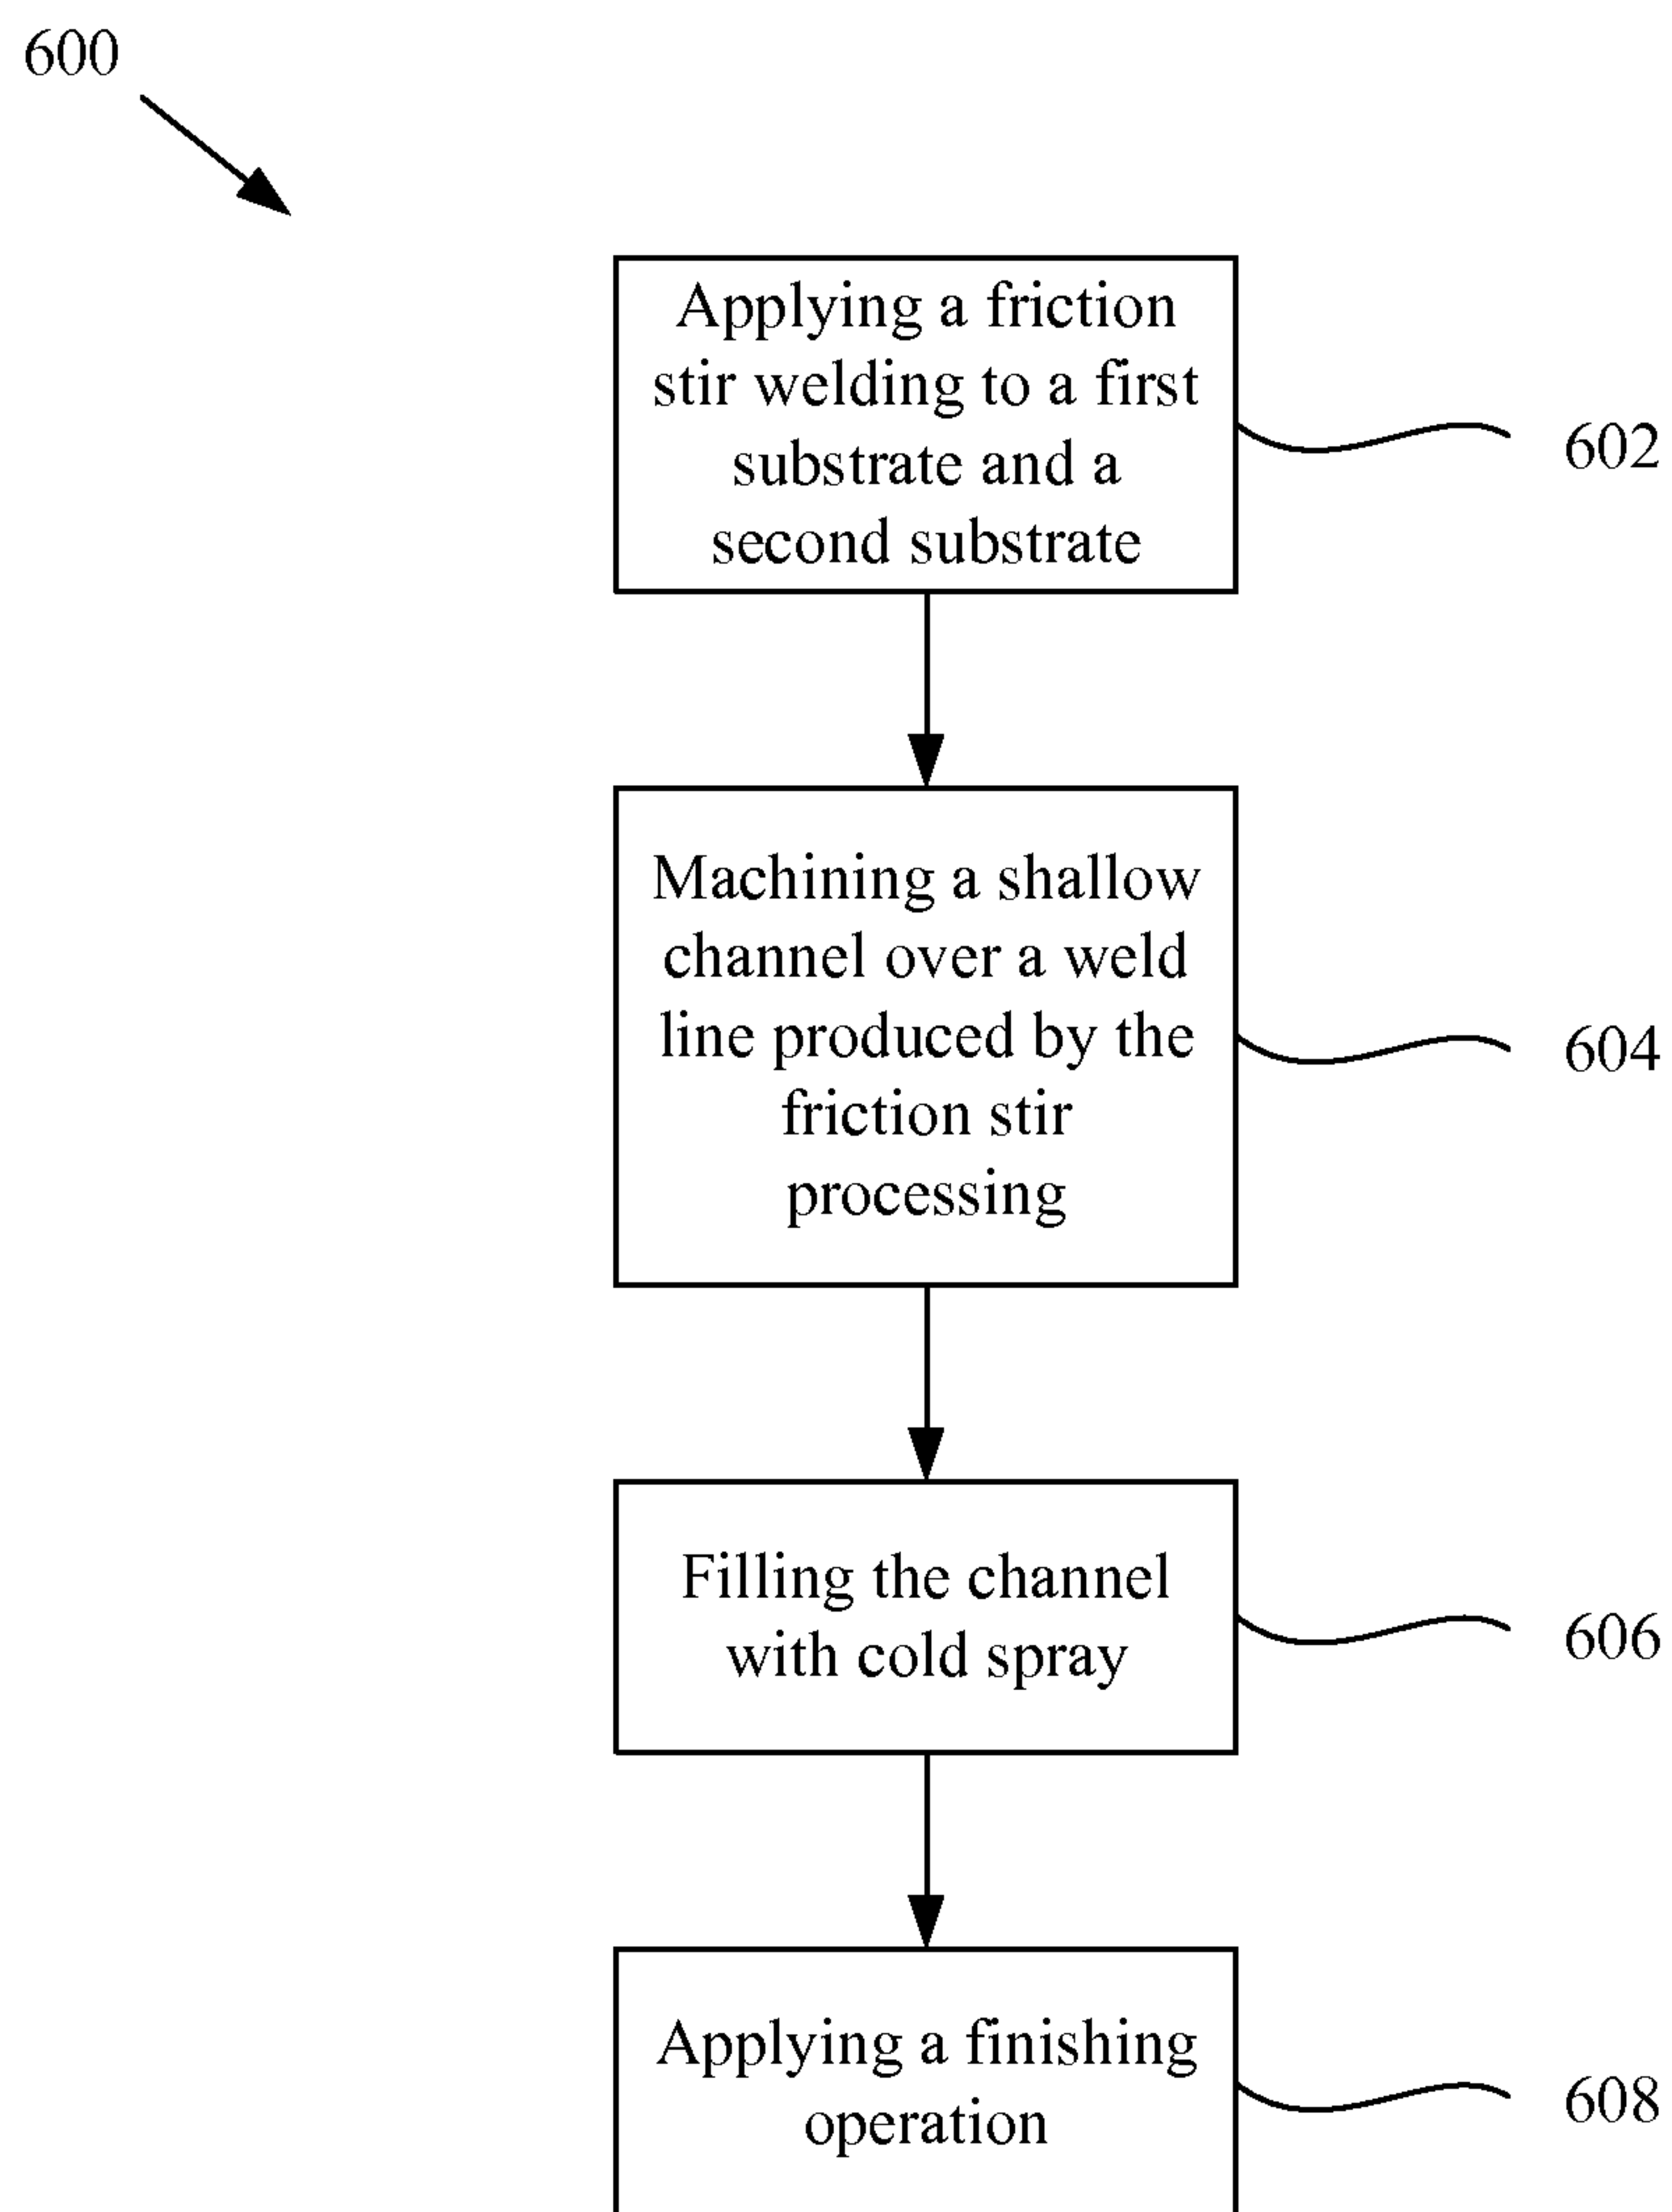 600
Applying a friction
stir welding to a first
substrate and a
second substrate
602
Machining a shallow
channel over a weld
line produced by the
friction stir
processing
604
Filling the channel
with cold spray
606
Applying a finishing
operation
608